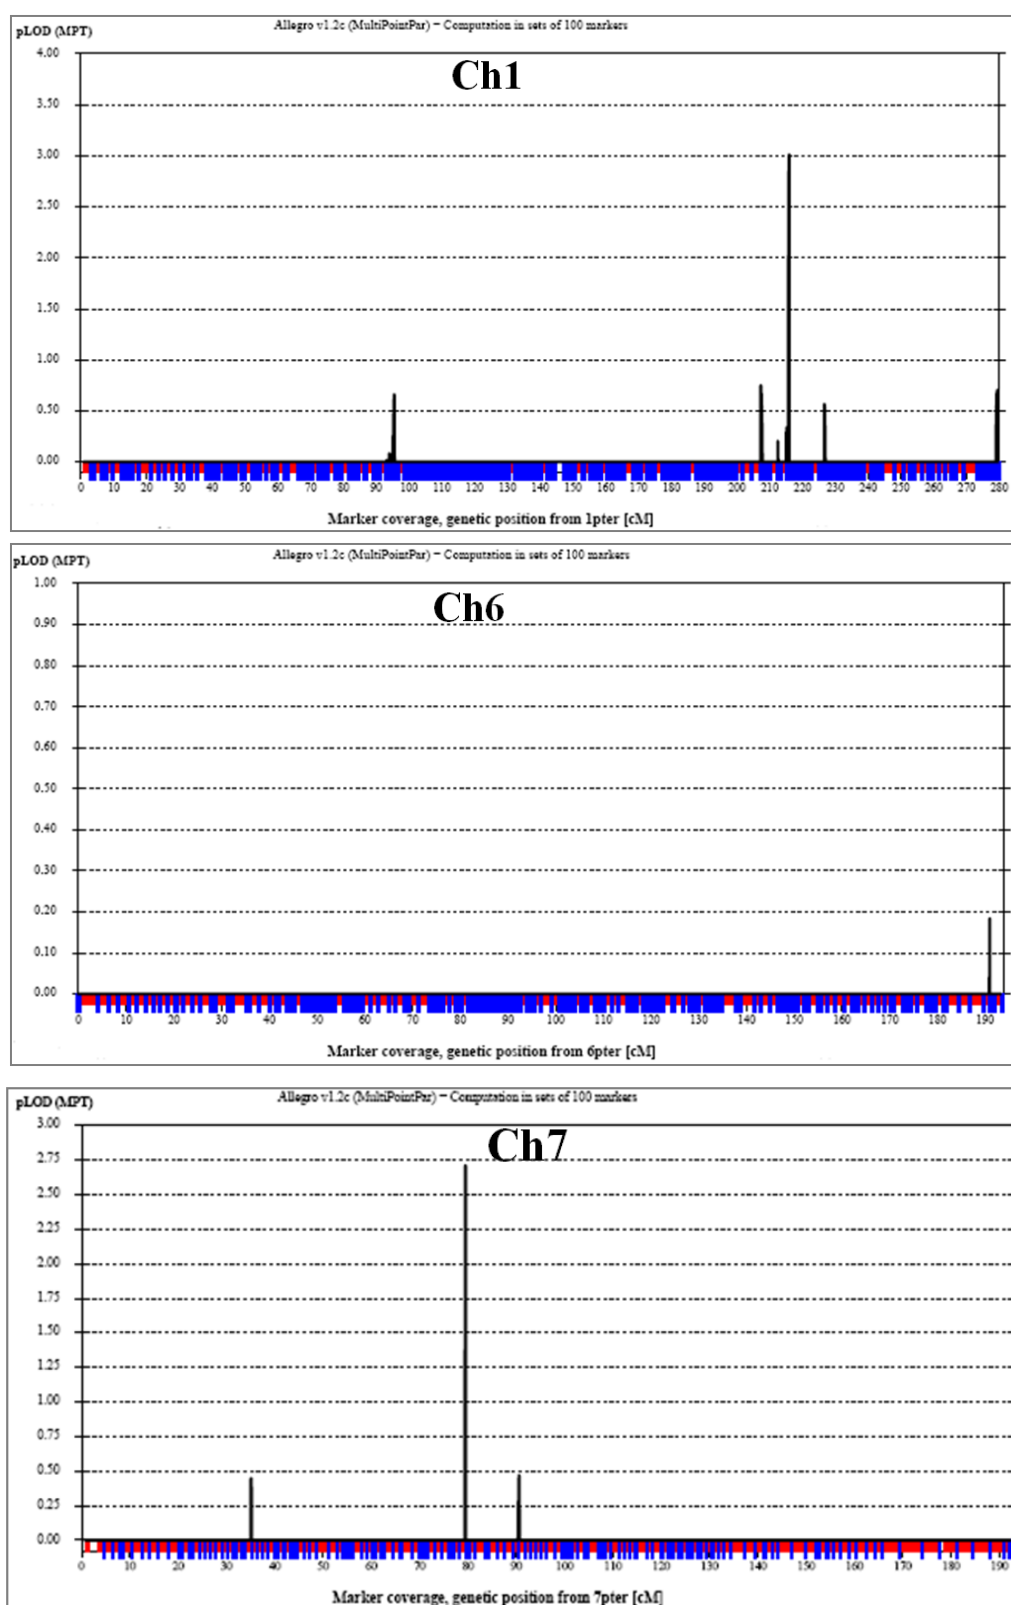 Allegro v1.2c (MultiPointPar) − Computation in sets of 100 markers
pLOD (MPT)
Ch1
4.00
3.50
3.00
2.50
2.00
1.50
1.00
0.50
0.00
0 10 20 30 40 50 60 70 80 90 100 110 120 130 140 150 160 170 180 190 200 210 220 230 240 250 260 270 280
Marker coverage, genetic position from 1pter [cM]
Allegro v1.2c (MultiPointPar) − Computation in sets of 100 markers
pLOD (MPT)
Ch6
1.00
0.90
0.80
0.70
0.60
0.50
0.40
0.30
0.20
0.10
0.00
0 10 20 30 40 50 60 70 80 90 100 110 120 130 140 150 160 170 180 190
Marker coverage, genetic position from 6pter [cM]
Allegro v1.2c (MultiPointPar) − Computation in sets of 100 markers
pLOD (MPT)
Ch7
3.00
2.75
2.50
2.25
2.00
1.75
1.50
1.25
1.00
0.75
0.50
0.25
0.00
0 10 20 30 40 50 60 70 80 90 100 110 120 130 140 150 160 170 180 190
Marker coverage, genetic position from 7pter [cM]